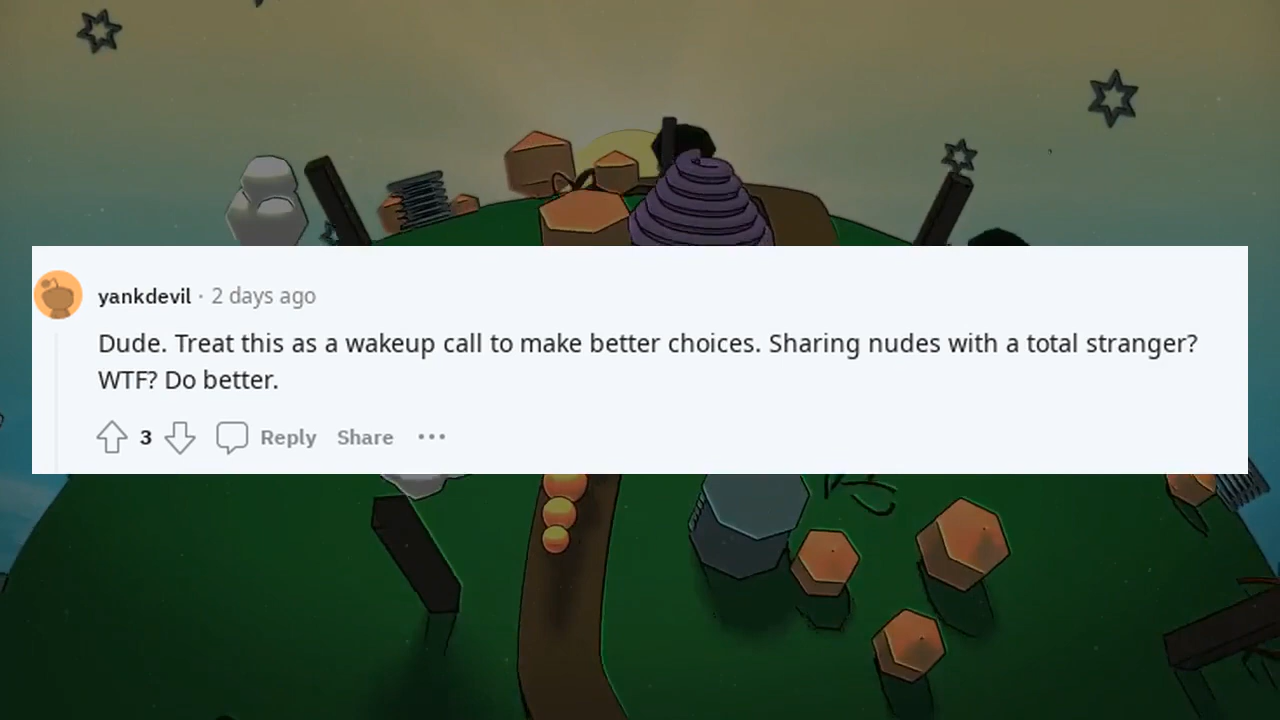 yankdevil · 2 days ago
Dude. Treat this as a wakeup call to make better choices. Sharing nudes with a total stranger?
WTF? Do better.
3 Reply Share ···